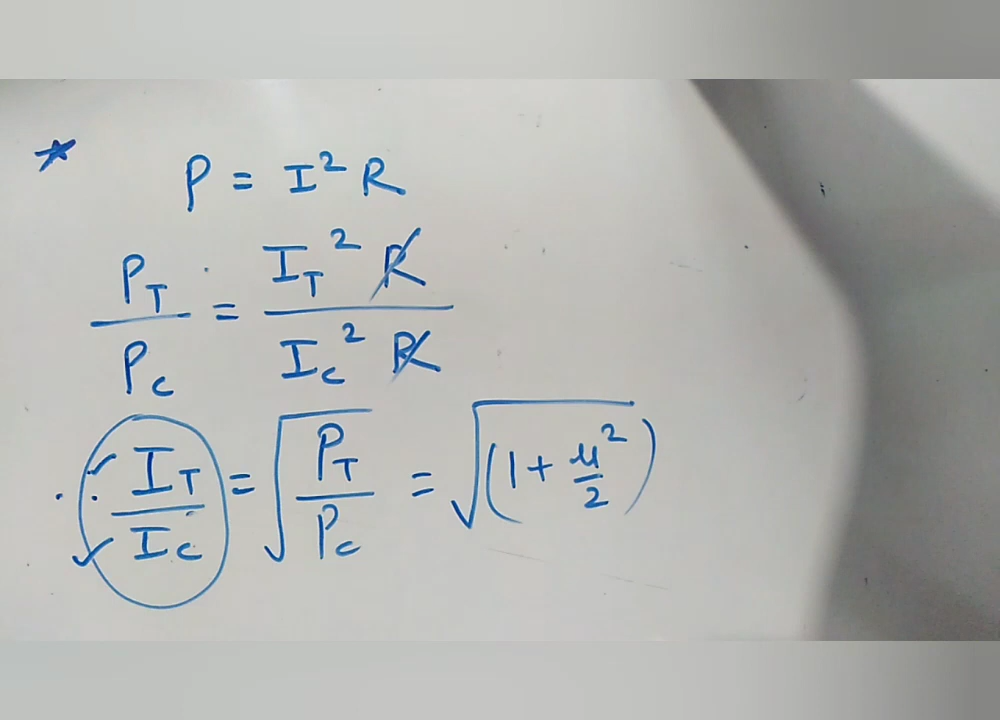 * P = I² R
P_T / P_C = I_T² R / I_C² R
∴ I_T / I_C = √(P_T / P_C) = √(1 + μ²/2)